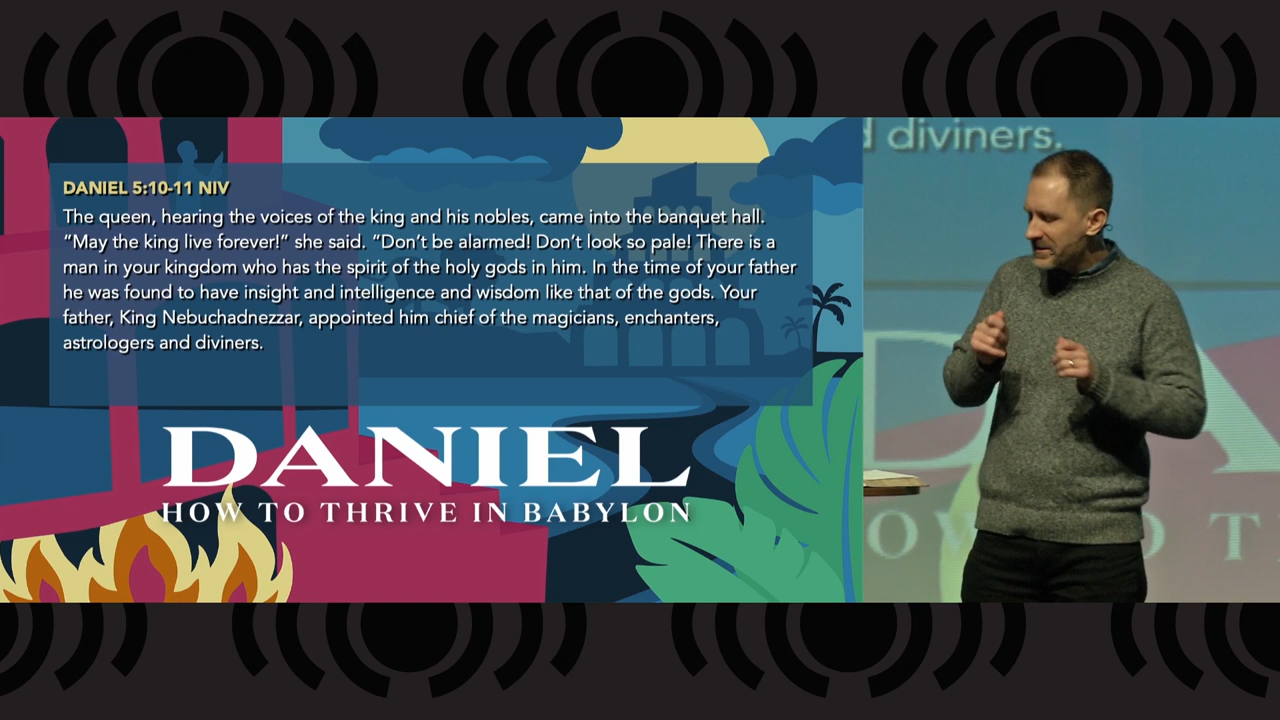 DANIEL 5:10-11 NIV
The queen, hearing the voices of the king and his nobles, came into the banquet hall.
“May the king live forever!” she said. “Don’t be alarmed! Don’t look so pale! There is a
man in your kingdom who has the spirit of the holy gods in him. In the time of your father
he was found to have insight and intelligence and wisdom like that of the gods. Your
father, King Nebuchadnezzar, appointed him chief of the magicians, enchanters,
astrologers and diviners.
DANIEL
HOW TO THRIVE IN BABYLON
d diviners.
DA
OW TO T